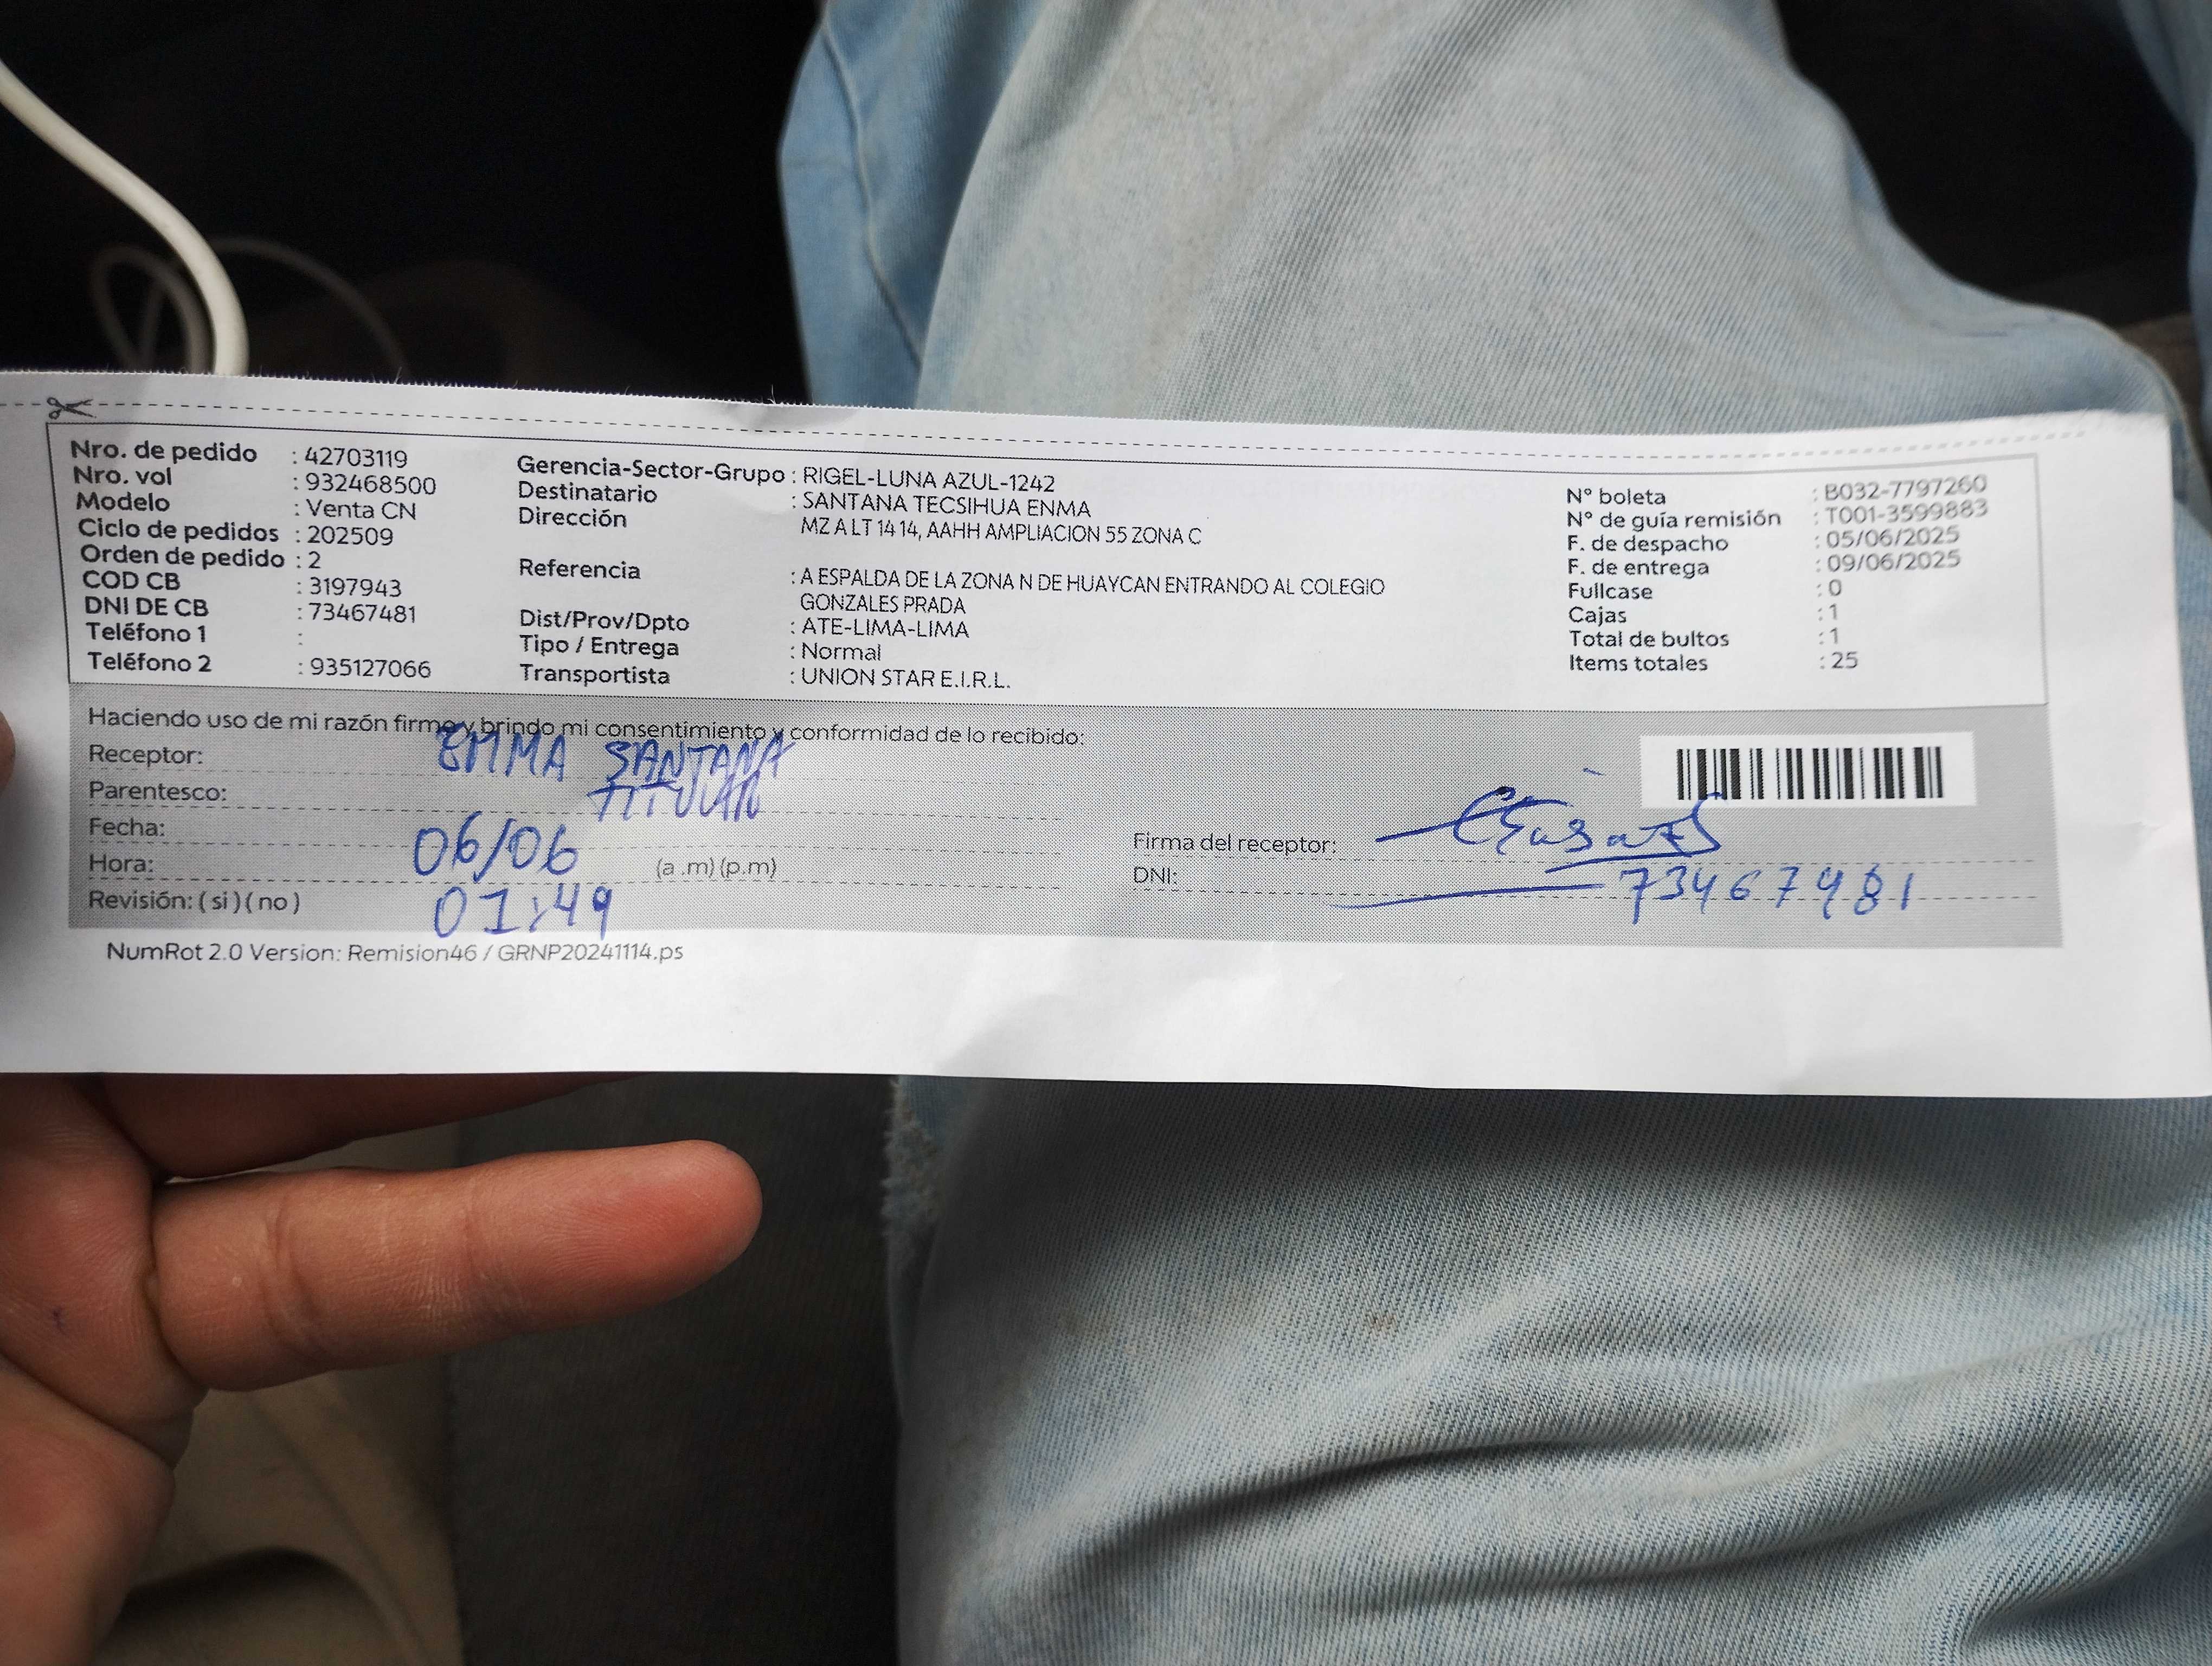 Nro. de pedido : 42703119
Nro. vol : 932468500
Modelo : Venta CN
Ciclo de pedidos : 202509
Orden de pedido : 2
COD CB : 3197943
DNI DE CB : 73467481
Teléfono 1 :
Teléfono 2 : 935127066
Gerencia-Sector-Grupo : RIGEL-LUNA AZUL-1242
Destinatario : SANTANA TECSIHUA ENMA
Dirección MZ A LT 14 14, AAHH AMPLIACION 55 ZONA C
Referencia : A ESPALDA DE LA ZONA N DE HUAYCAN ENTRANDO AL COLEGIO
GONZALES PRADA
Dist/Prov/Dpto : ATE-LIMA-LIMA
Tipo / Entrega : Normal
Transportista : UNION STAR E.I.R.L.
N° boleta : B032-7797260
N° de guía remisión : T001-3599883
F. de despacho : 05/06/2025
F. de entrega : 09/06/2025
Fullcase : 0
Cajas : 1
Total de bultos : 1
Items totales : 25
Haciendo uso de mi razón firmo y brindo mi consentimiento y conformidad de lo recibido:
Receptor: EMMA SANTANA
Parentesco: TITULAR
Fecha: 06/06
Hora: (a .m) (p.m)
Revisión: ( si ) ( no ) 01:49
Firma del receptor:
DNI: 73467481
NumRot 2.0 Version: Remision46 / GRNP20241114.ps